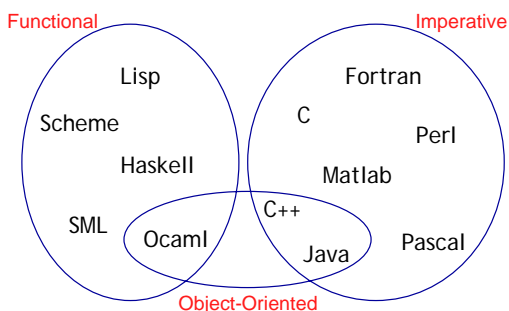 Functional
Imperative
Lisp
Fortran
Scheme
C
Perl
Haskell
Matlab
SML
C++
Ocaml
Java
Pascal
Object-Oriented